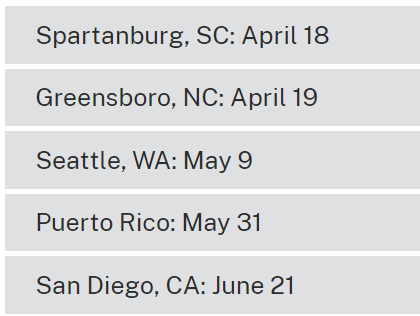 Spartanburg, SC: April 18
Greensboro, NC: April 19
Seattle, WA: May 9
Puerto Rico: May 31
San Diego, CA: June 21